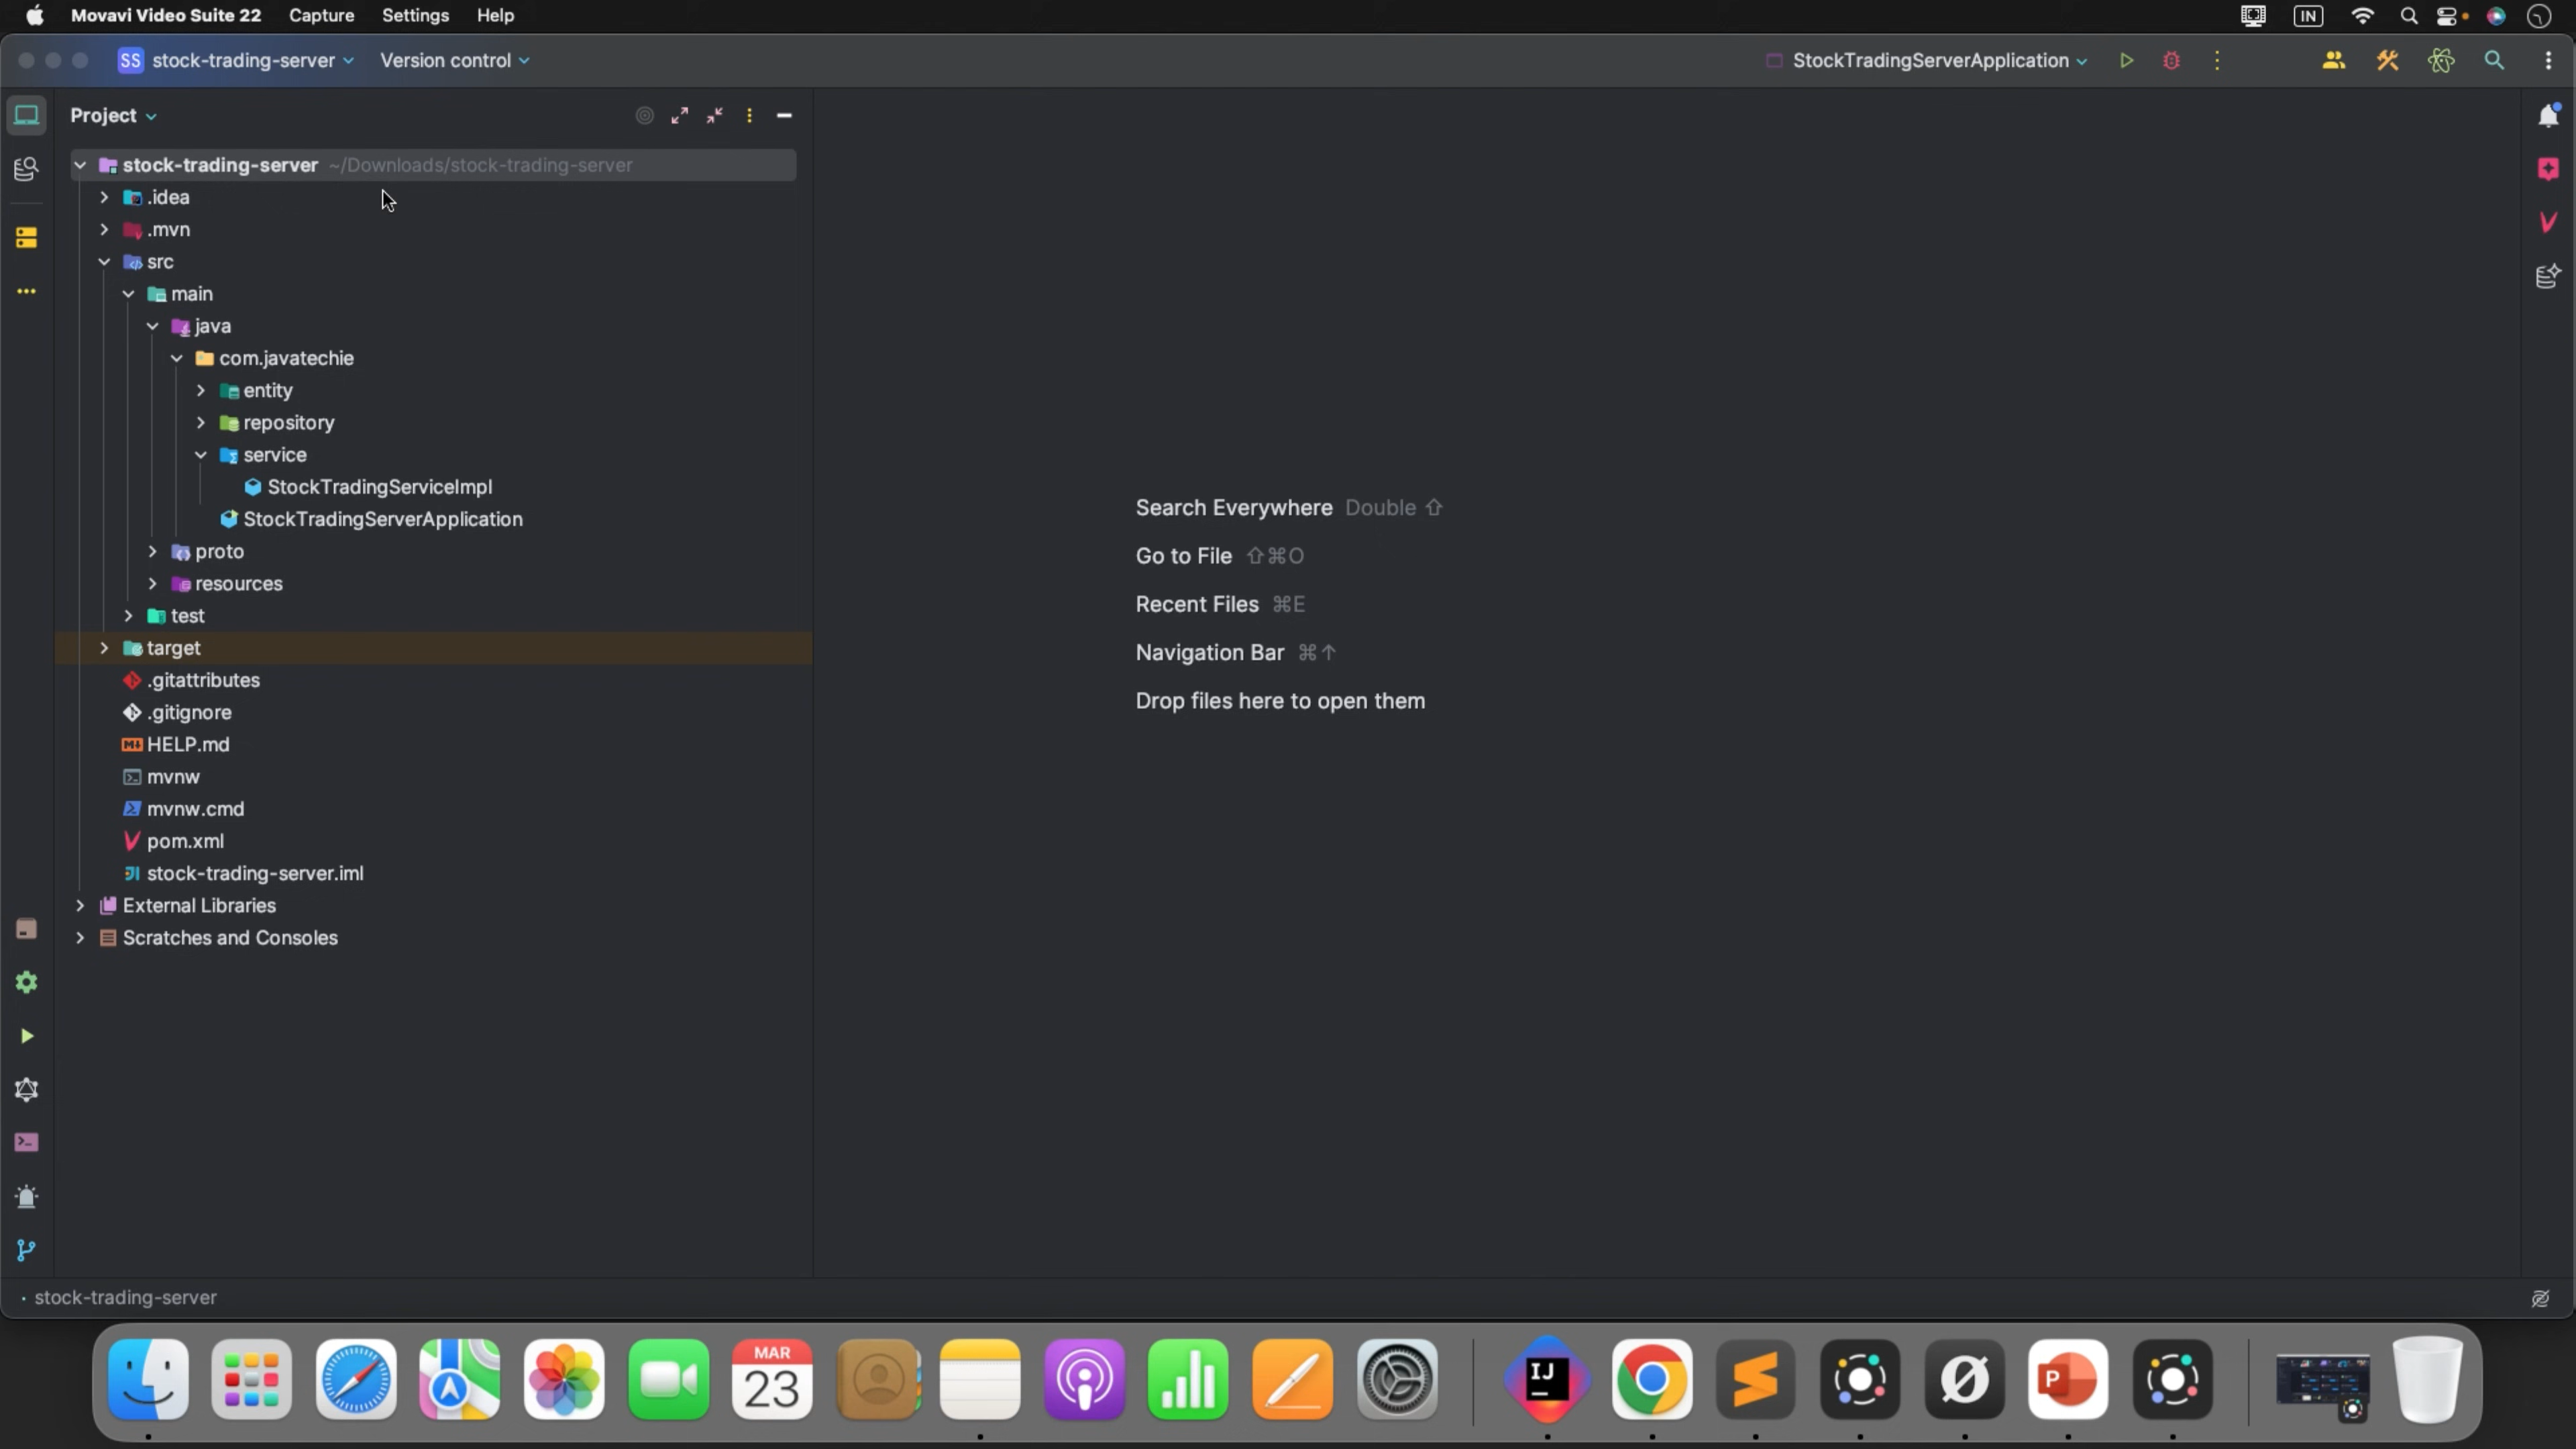 Movavi Video Suite 22 Capture Settings Help IN
SS stock-trading-server Version control StockTradingServerApplication
Project
stock-trading-server ~/Downloads/stock-trading-server
.idea
.mvn
src
main
java
com.javatechie
entity
repository
service
StockTradingServiceImpl
StockTradingServerApplication
proto
resources
test
target
.gitattributes
.gitignore
HELP.md
mvnw
mvnw.cmd
pom.xml
stock-trading-server.iml
External Libraries
Scratches and Consoles
Search Everywhere Double ⇧
Go to File ⇧⌘O
Recent Files ⌘E
Navigation Bar ⌘↑
Drop files here to open them
stock-trading-server
MAR
23
IJ
P